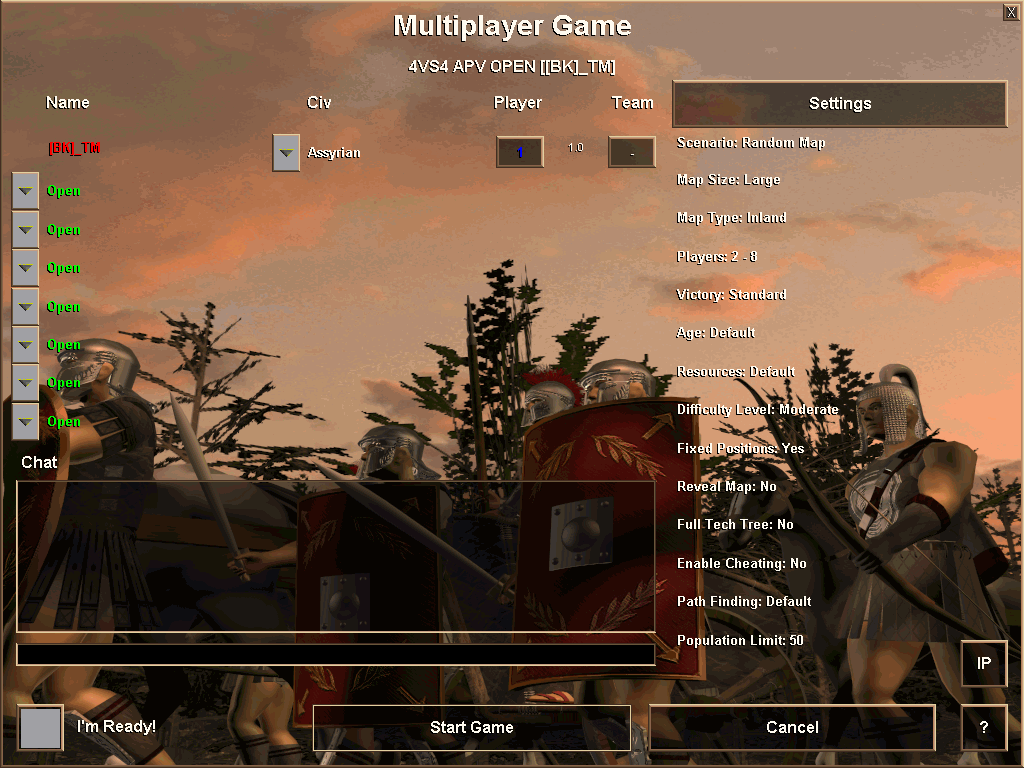 X
Multiplayer Game
4VS4 APV OPEN [[BK]_TM]
Name Civ Player Team Settings
[BK]_TM Assyrian 1 1.0 -
Scenario: Random Map
Open
Map Size: Large
Open
Map Type: Inland
Open
Players: 2 - 8
Open
Victory: Standard
Open
Age: Default
Open
Resources: Default
Open
Difficulty Level: Moderate
Fixed Positions: Yes
Chat
Reveal Map: No
Full Tech Tree: No
Enable Cheating: No
Path Finding: Default
Population Limit: 50
IP
I'm Ready! Start Game Cancel ?